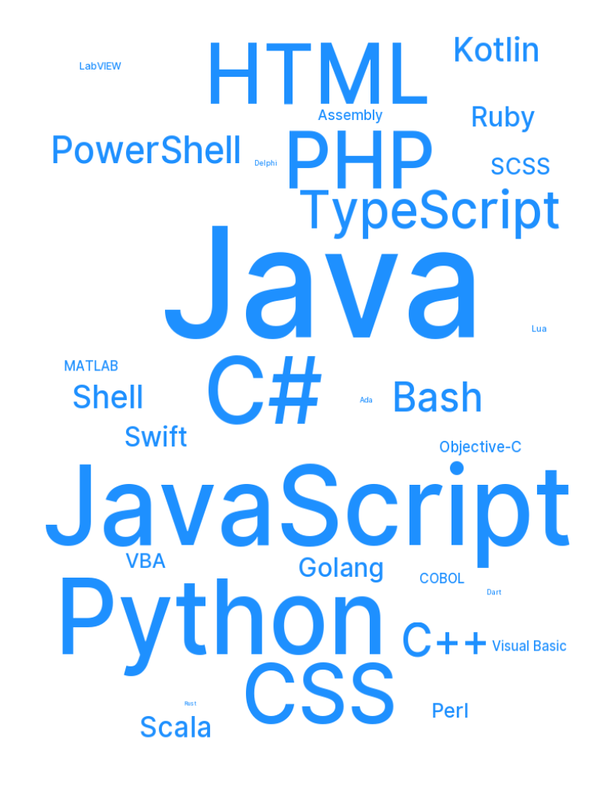 Kotlin
HTML
LabVIEW
Assembly
Ruby
PowerShell
Delphi
PHP
SCSS
TypeScript
Java
Lua
MATLAB
C#
Shell
Ada
Bash
Swift
Objective-C
JavaScript
VBA
Golang
COBOL
Dart
Python
C++
Visual Basic
CSS
Rust
Perl
Scala